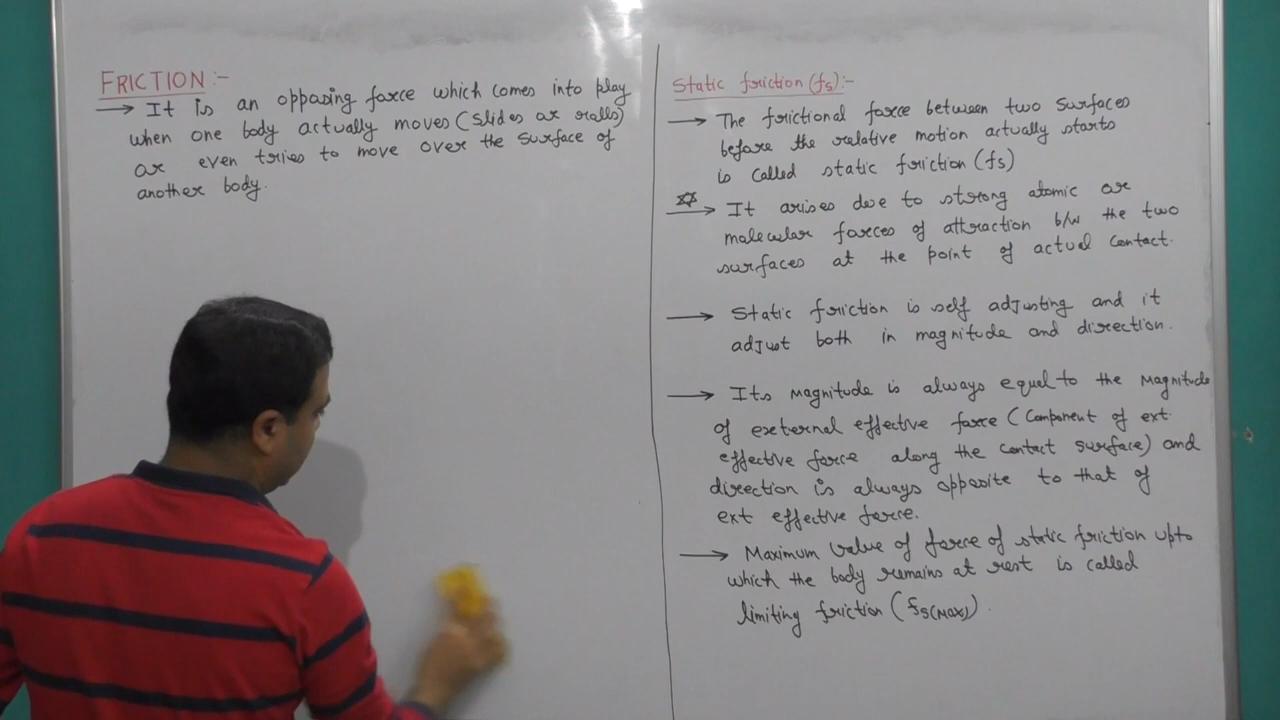 FRICTION :-
→ It is an opposing force which comes into play
when one body actually moves (slides or rolls)
or even tries to move over the surface of
another body.
Static friction (fs):-
→ The frictional force between two surfaces
before the relative motion actually starts
is called static friction (fs)
→ It arises due to strong atomic or
molecular forces of attraction b/w the two
surfaces at the point of actual contact.
→ Static friction is self adjusting and it
adjust both in magnitude and direction.
→ Its magnitude is always equal to the Magnitude
of external effective force (Component of ext.
effective force along the contact surface) and
direction is always opposite to that of
ext effective force.
→ Maximum value of force of static friction upto
which the body remains at rest is called
limiting friction (fs(MAX)).